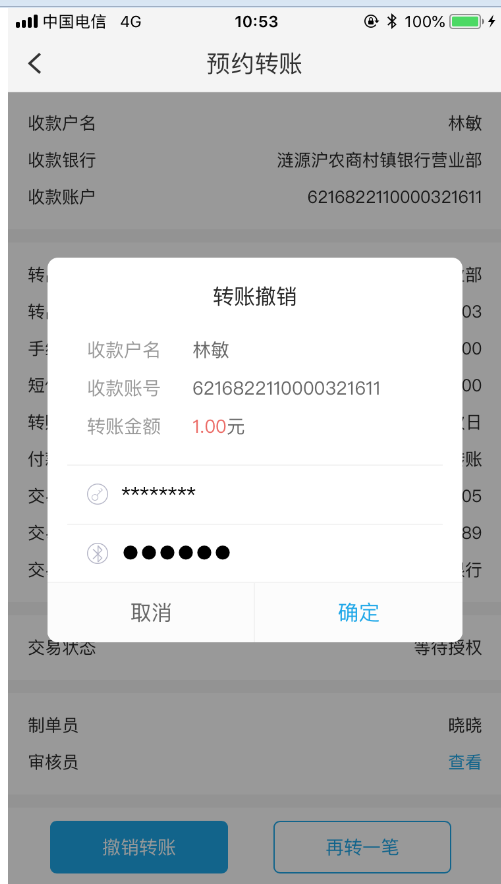 中国电信 4G 10:53 100%
预约转账
收款户名 林敏
收款银行 涟源沪农商村镇银行营业部
收款账户 6216822110000321611
转账撤销
收款户名 林敏
收款账号 6216822110000321611
转账金额 1.00元
********
●●●●●●
取消 确定
交易状态 等待授权
制单员 晓晓
审核员 查看
撤销转账 再转一笔